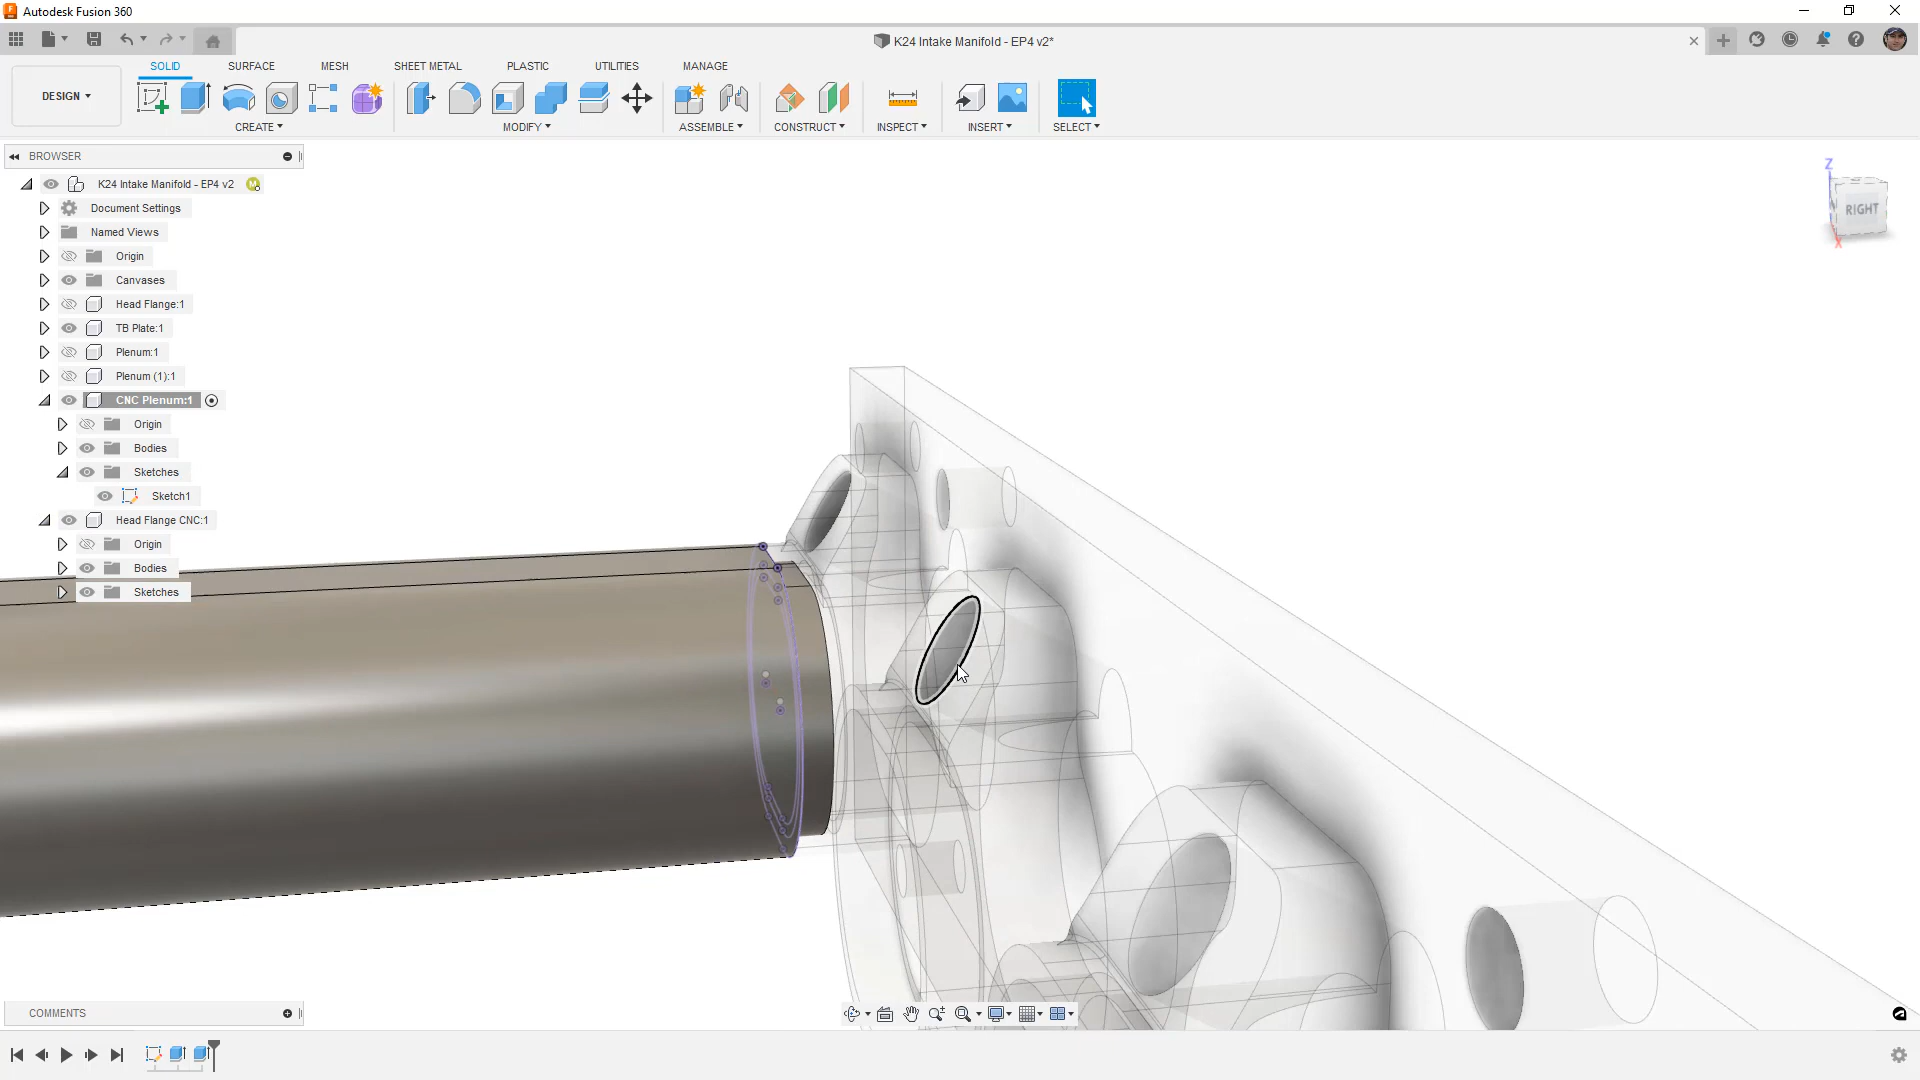 Autodesk Fusion 360
K24 Intake Manifold - EP4 v2*
DESIGN
SOLID
SURFACE
MESH
SHEET METAL
PLASTIC
UTILITIES
MANAGE
CREATE
MODIFY
ASSEMBLE
CONSTRUCT
INSPECT
INSERT
SELECT
BROWSER
K24 Intake Manifold - EP4 v2
Document Settings
Named Views
Origin
Canvases
Head Flange:1
TB Plate:1
Plenum:1
Plenum (1):1
CNC Plenum:1
Origin
Bodies
Sketches
Sketch1
Head Flange CNC:1
Origin
Bodies
Sketches
Z
RIGHT
X
COMMENTS